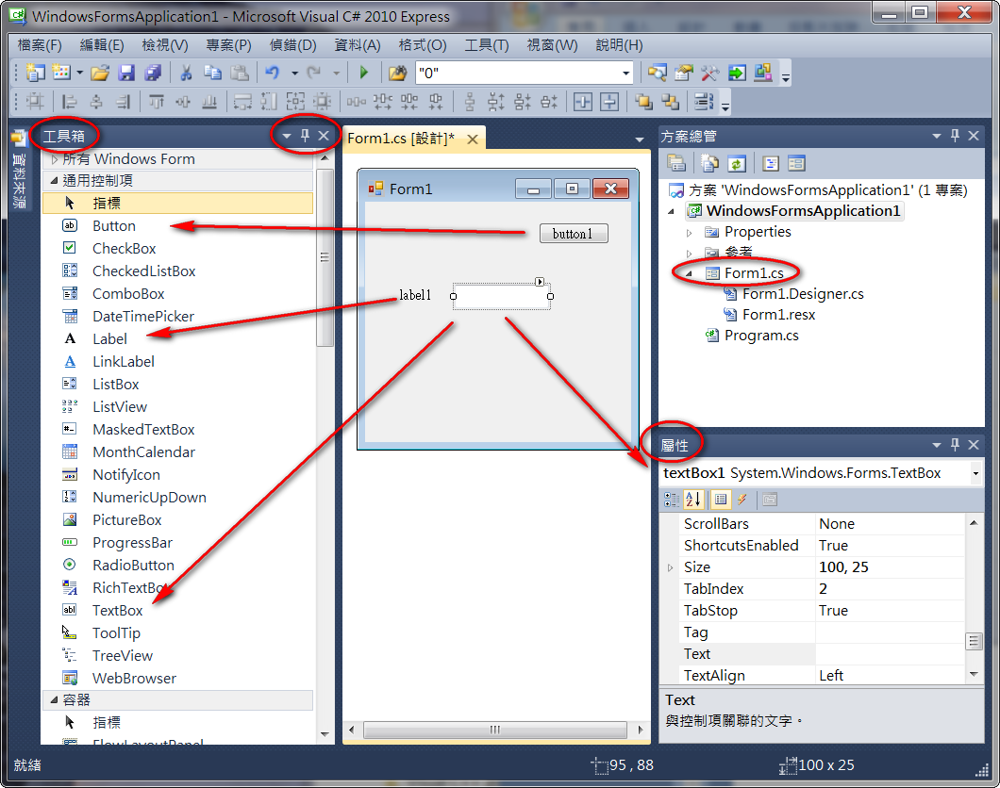 WindowsFormsApplication1 - Microsoft Visual C# 2010 Express
檔案(F) 編輯(E) 檢視(V) 專案(P) 偵錯(D) 資料(A) 格式(O) 工具(T) 視窗(W) 說明(H)
"0"
資料來源
工具箱
所有 Windows Form
通用控制項
指標
Button
CheckBox
CheckedListBox
ComboBox
DateTimePicker
Label
LinkLabel
ListBox
ListView
MaskedTextBox
MonthCalendar
NotifyIcon
NumericUpDown
PictureBox
ProgressBar
RadioButton
RichTextBox
TextBox
ToolTip
TreeView
WebBrowser
容器
指標
FlowLayoutPanel
Form1.cs [設計]*
Form1
button1
label1
方案總管
方案 'WindowsFormsApplication1' (1 專案)
WindowsFormsApplication1
Properties
參考
Form1.cs
Form1.Designer.cs
Form1.resx
Program.cs
屬性
textBox1 System.Windows.Forms.TextBox
ScrollBars None
ShortcutsEnabled True
Size 100, 25
TabIndex 2
TabStop True
Tag
Text
TextAlign Left
Text
與控制項關聯的文字。
就緒
95 , 88
100 x 25